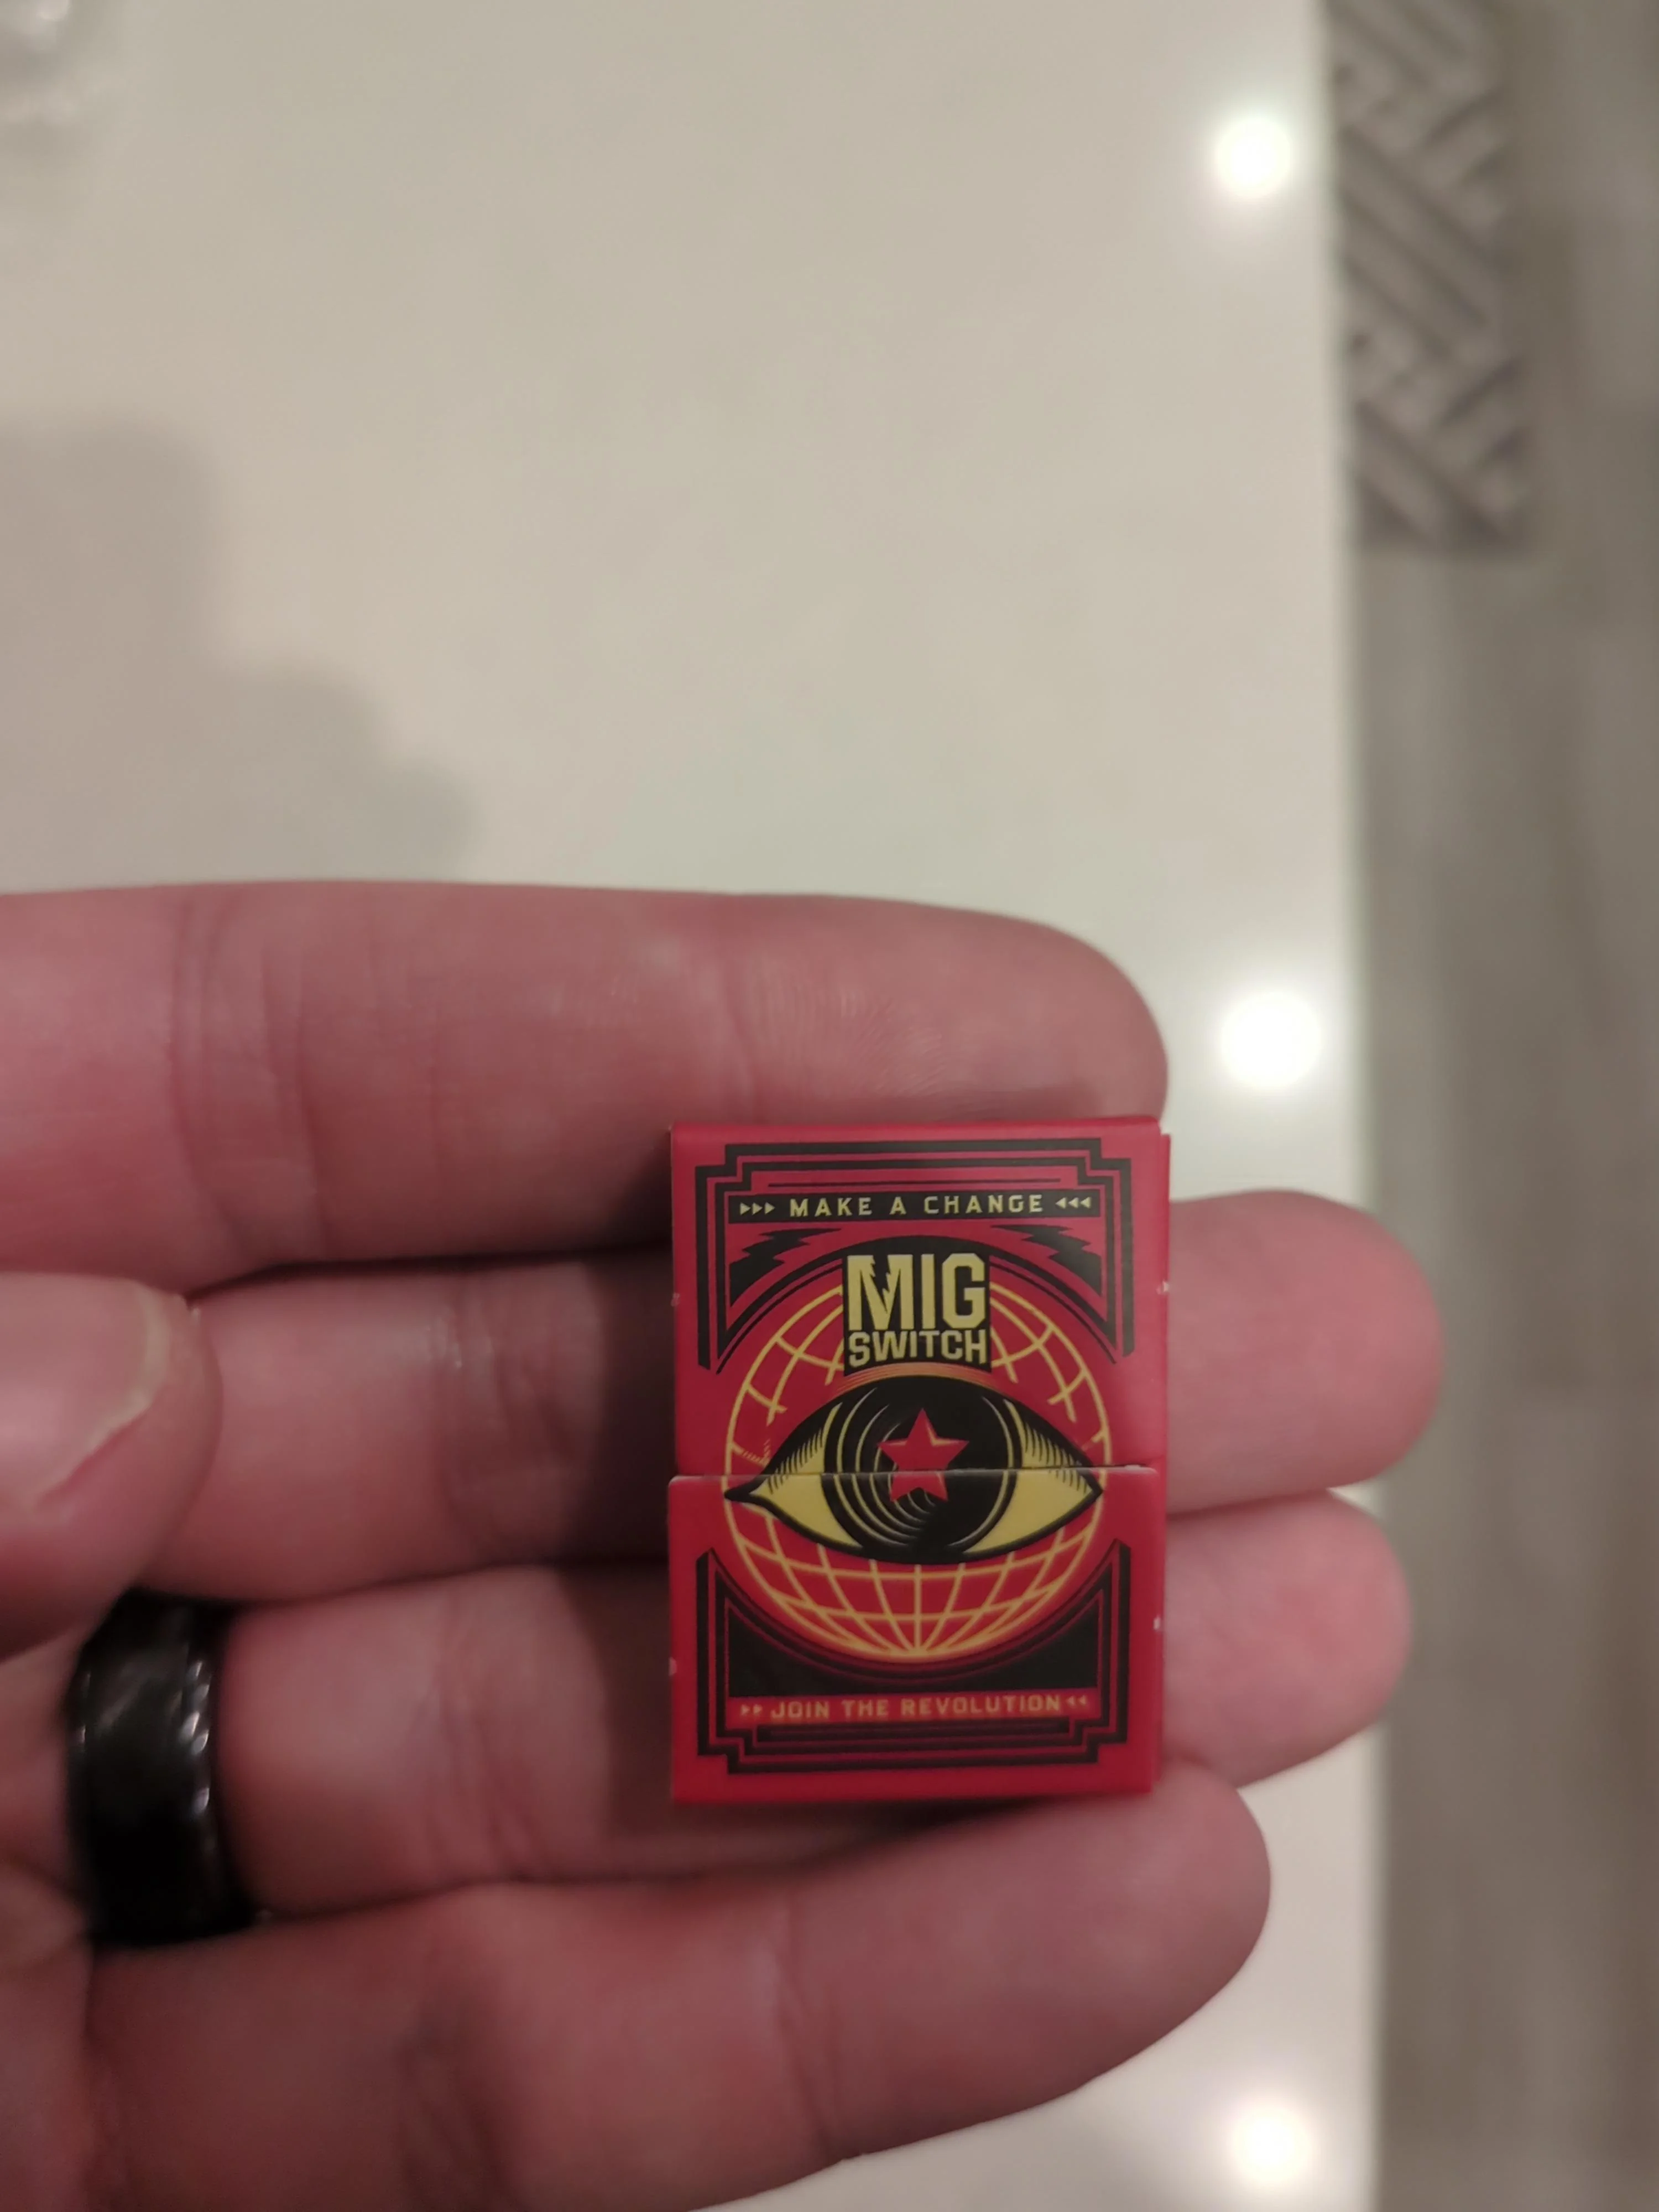 MAKE A CHANGE
MIG
SWITCH
JOIN THE REVOLUTION